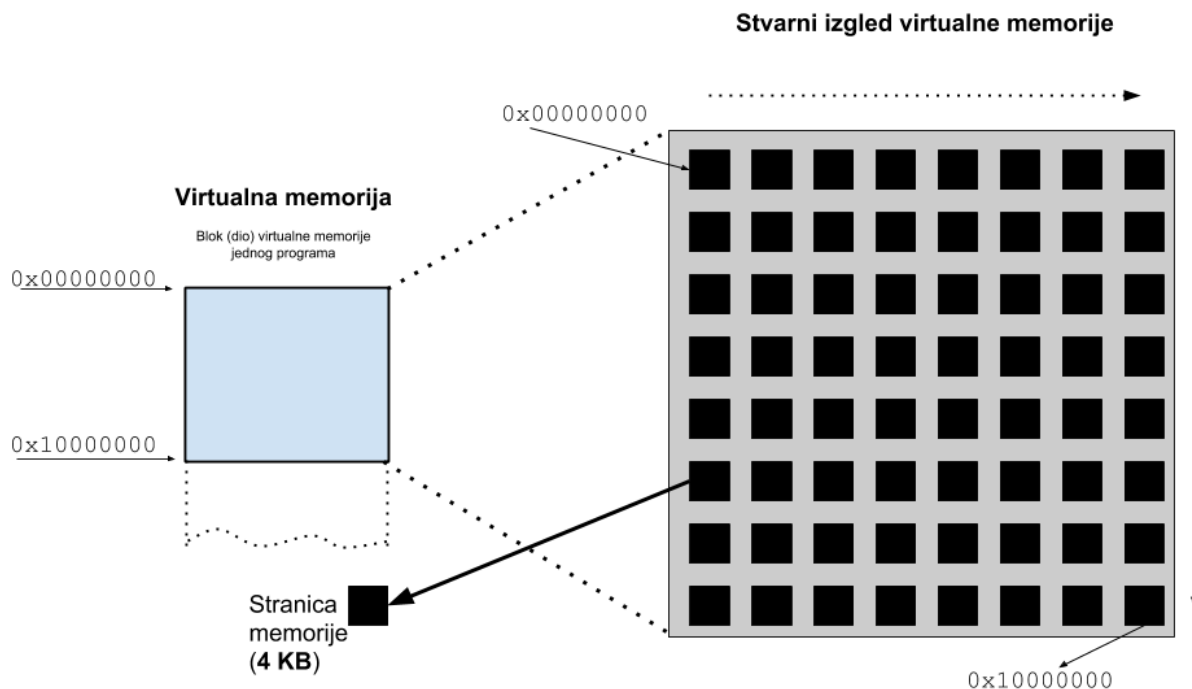 Stvarni izgled virtualne memorije
0x00000000
Virtualna memorija
Blok (dio) virtualne memorije
jednog programa
0x00000000
0x10000000
Stranica
memorije
(4 KB)
0x10000000